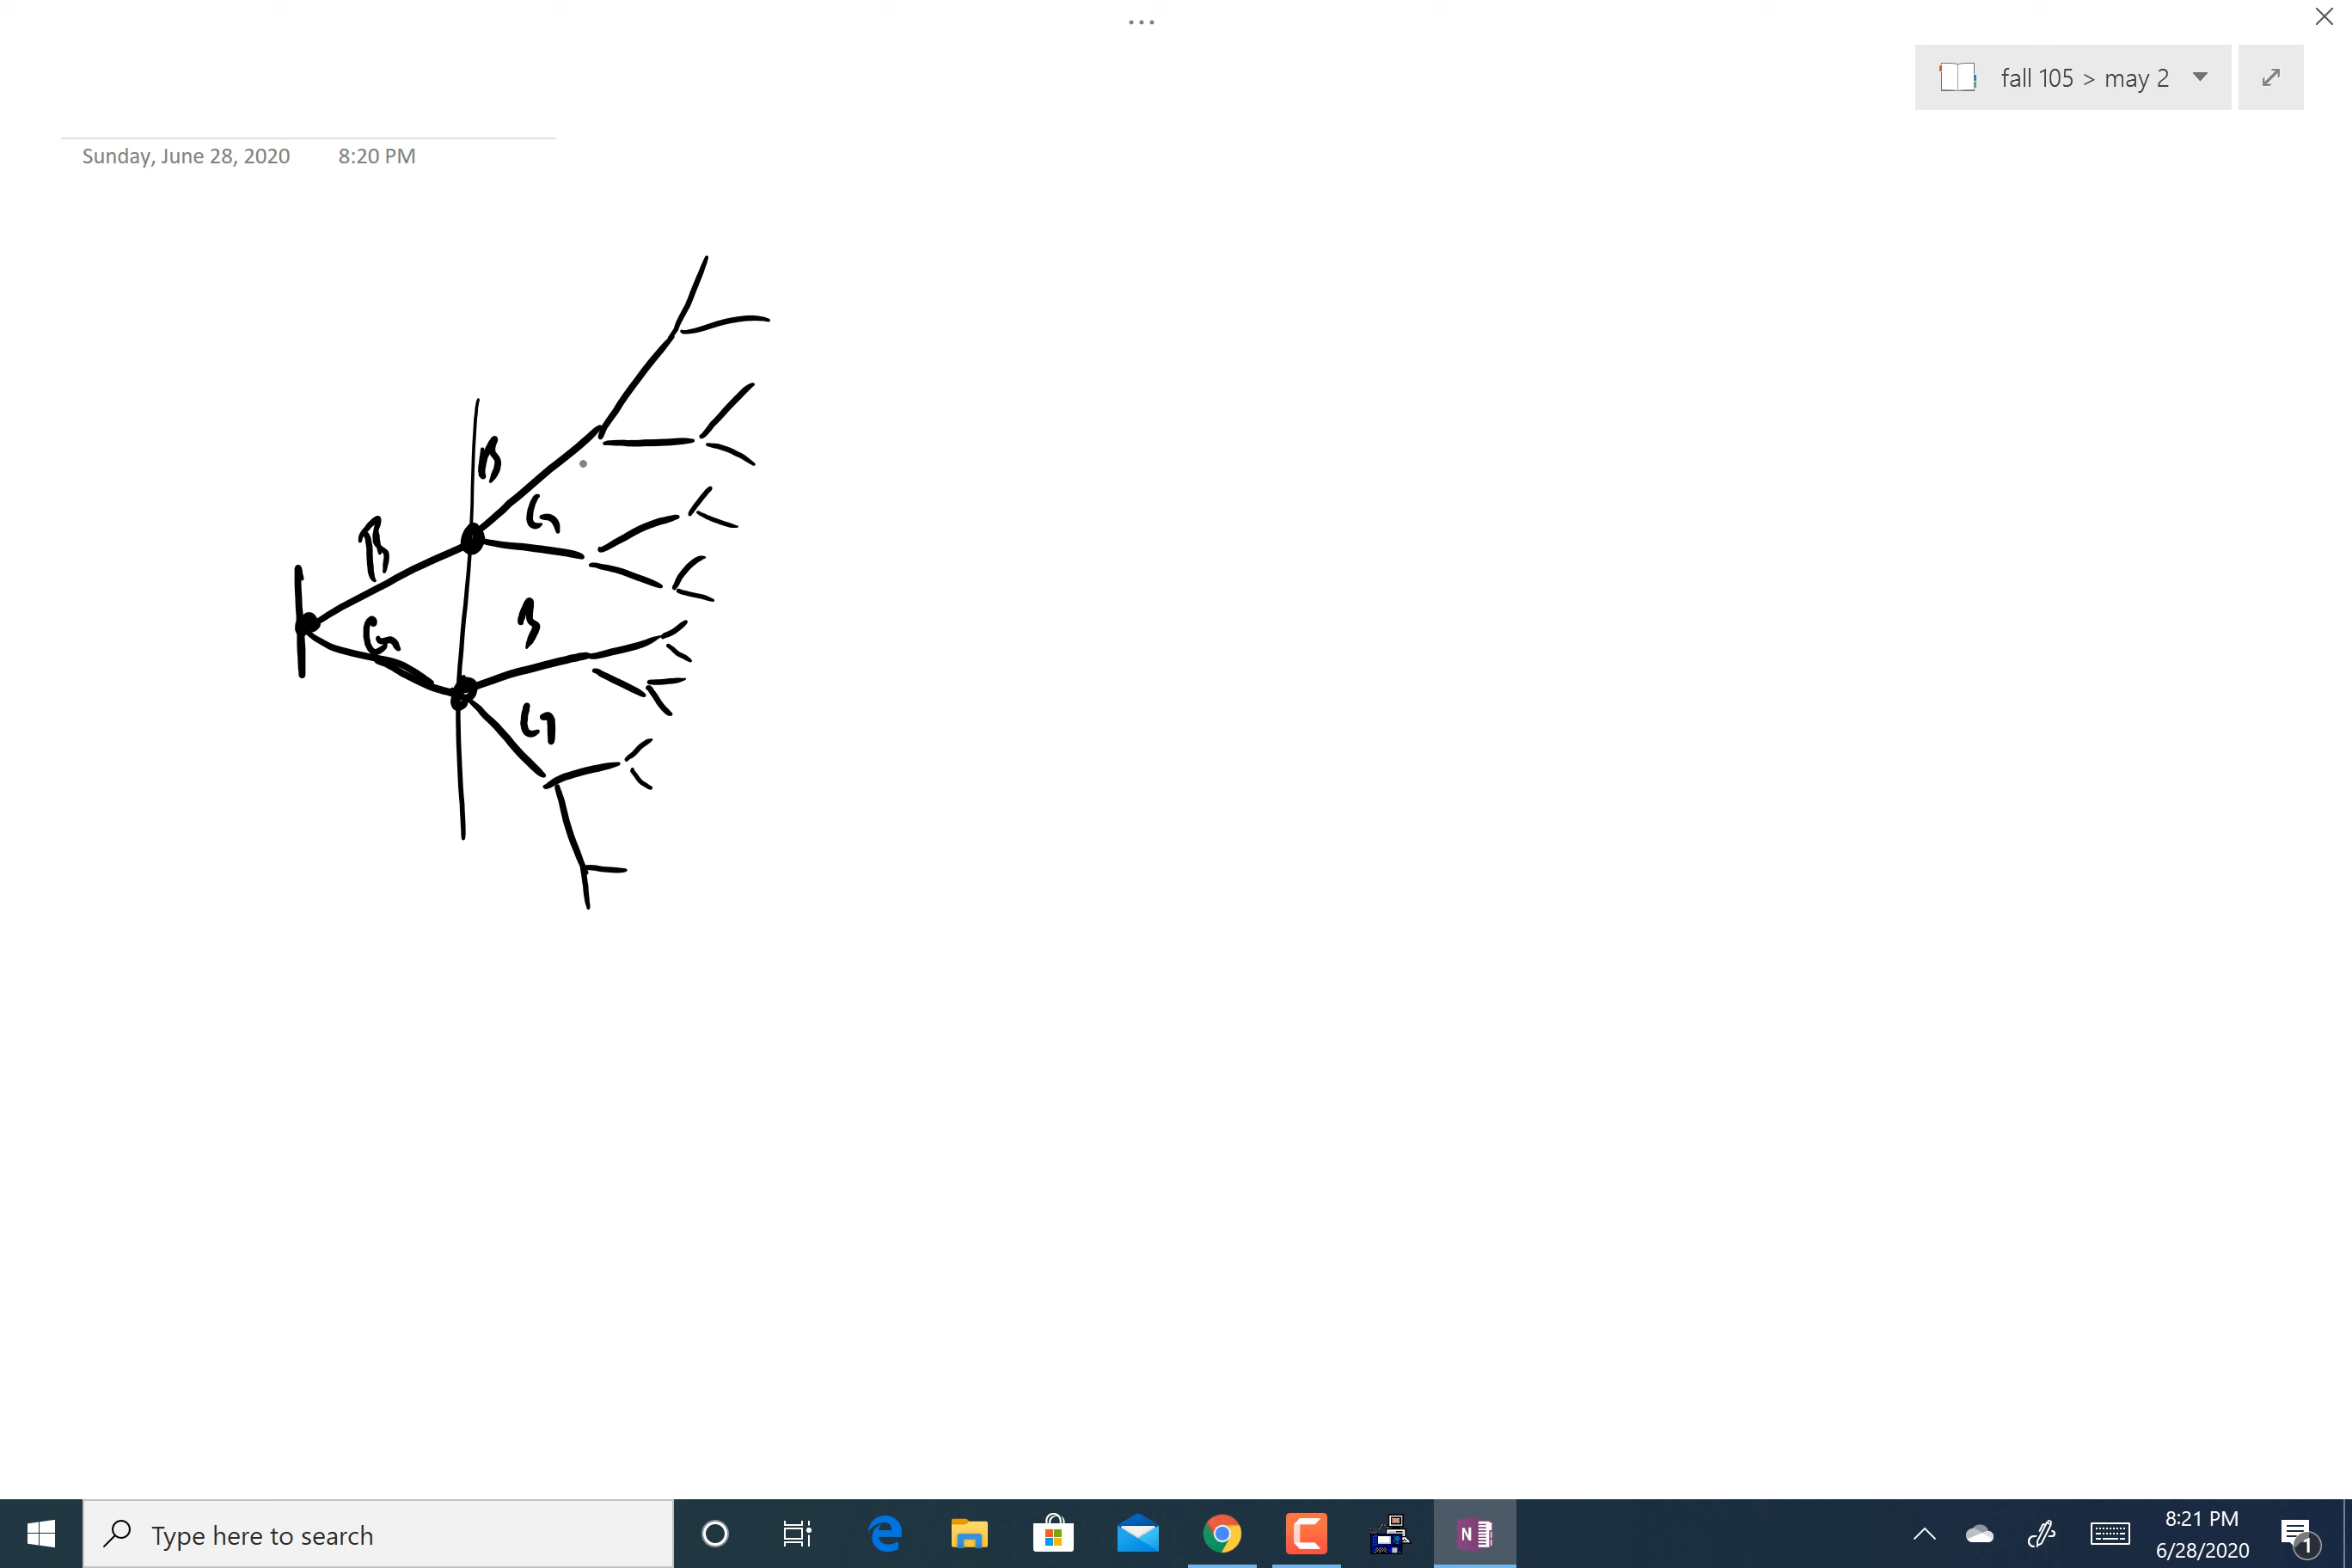 fall 105 > may 2
Sunday, June 28, 2020 8:20 PM
B
G
B
B
G
G
Type here to search
N
8:21 PM
6/28/2020
1